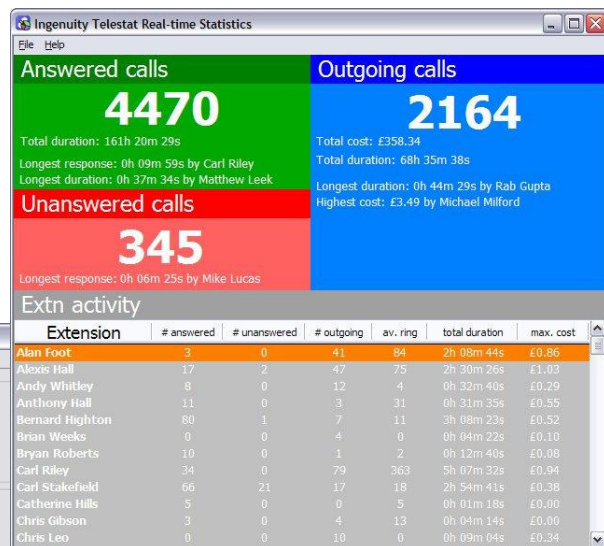 Ingenuity Telestat Real-time Statistics
File Help
Answered calls
4470
Total duration: 161h 20m 29s
Longest response: 0h 09m 59s by Carl Riley
Longest duration: 0h 37m 34s by Matthew Leek
Unanswered calls
345
Longest response: 0h 06m 25s by Mike Lucas
Outgoing calls
2164
Total cost: £358.34
Total duration: 68h 35m 38s
Longest duration: 0h 44m 29s by Rab Gupta
Highest cost: £3.49 by Michael Milford
Extn activity
Extension # answered # unanswered # outgoing av. ring total duration max. cost
Alan Foot 3 0 41 84 2h 08m 44s £0.86
Alexis Hall 17 2 47 75 2h 30m 26s £1.03
Andy Whitley 8 0 12 4 0h 32m 40s £0.29
Anthony Hall 11 0 3 31 0h 31m 35s £0.55
Bernard Highton 80 1 7 11 3h 08m 23s £0.52
Brian Weeks 0 0 4 0 0h 04m 22s £0.10
Bryan Roberts 10 0 1 2 0h 12m 40s £0.08
Carl Riley 34 0 79 363 5h 07m 32s £0.94
Carl Stakefield 66 21 17 18 2h 54m 41s £0.38
Catherine Hills 5 0 0 5 0h 01m 18s £0.00
Chris Gibson 3 0 4 13 0h 04m 14s £0.00
Chris Leo 0 0 10 0 0h 09m 04s £0.34